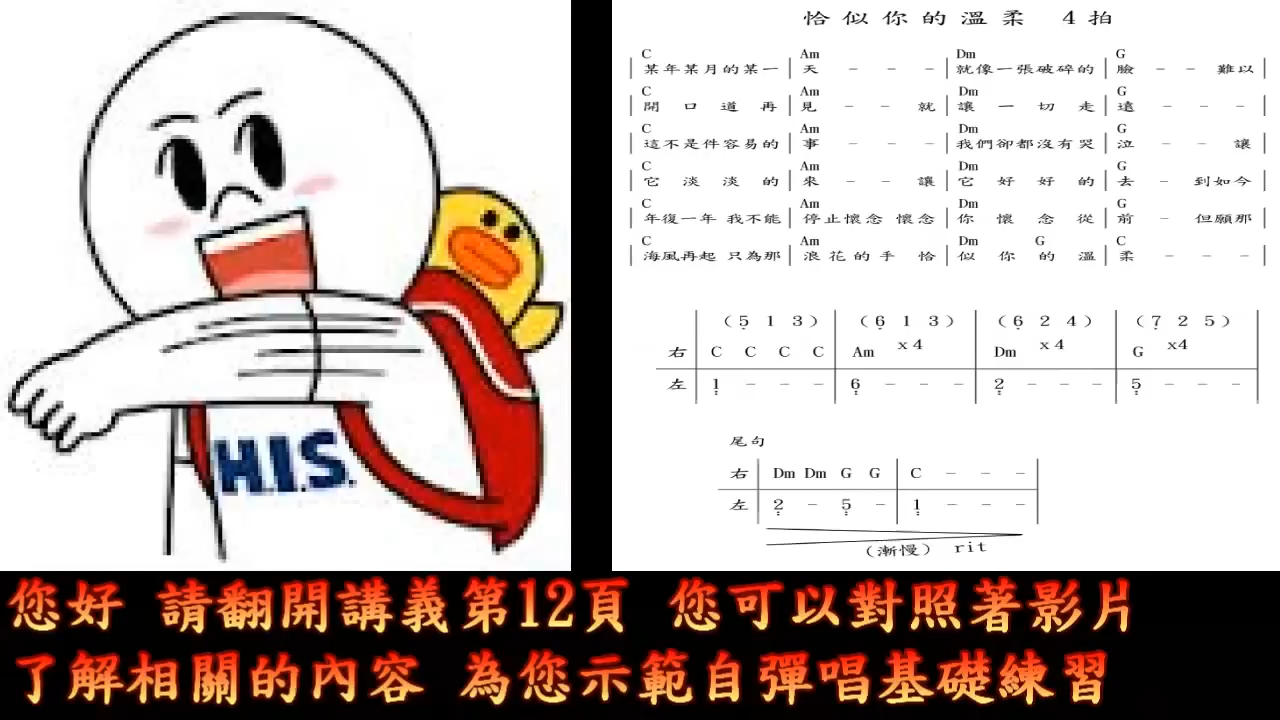 H.I.S.
恰似你的溫柔 4拍
C Am Dm G
某年某月的某一 天 - - - 就像一張破碎的 臉 - - 難以
C Am Dm G
開口道再 見 - - 就 讓一切走 遠 - - -
C Am Dm G
這不是件容易的 事 - - - 我們卻都沒有哭 泣 - - 讓
C Am Dm G
它淡淡的 來 - - 讓 它好好的 去 - 到如今
C Am Dm G
年復一年 我不能 停止懷念 懷念 你懷念從 前 - 但願那
C Am Dm G C
海風再起 只為那 浪花的手恰 似你的溫 柔 - - -
(5̣ 1 3) (6̣ 1 3) (6̣ 2 4) (7̣ 2 5)
右 C C C C Am x4 Dm x4 G x4
左 1 - - - 6 - - - 2 - - - 5 - - -
尾句
右 Dm Dm G G C - - -
左 2 - 5 - 1 - - -
(漸慢) rit
您好 請翻開講義第12頁 您可以對照著影片
了解相關的內容 為您示範自彈唱基礎練習